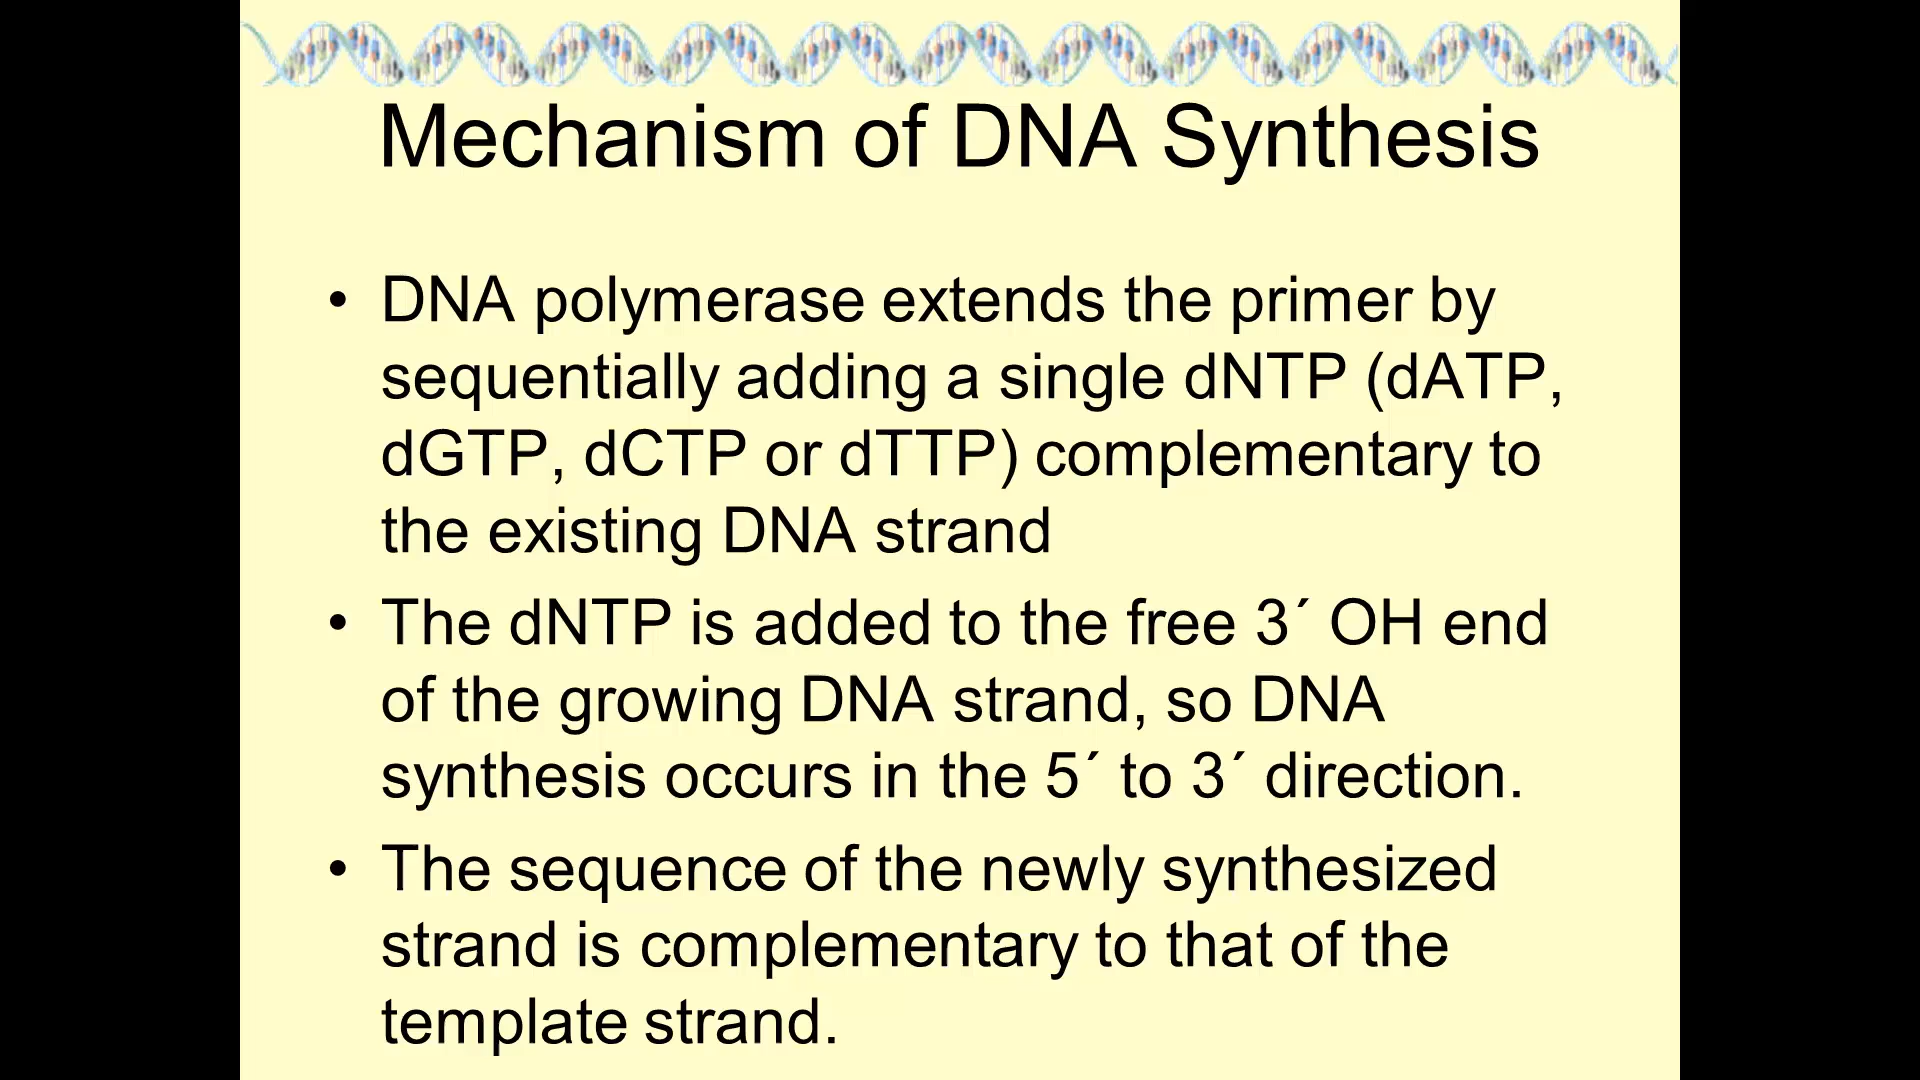 Mechanism of DNA Synthesis
• DNA polymerase extends the primer by
sequentially adding a single dNTP (dATP,
dGTP, dCTP or dTTP) complementary to
the existing DNA strand
• The dNTP is added to the free 3´ OH end
of the growing DNA strand, so DNA
synthesis occurs in the 5´ to 3´ direction.
• The sequence of the newly synthesized
strand is complementary to that of the
template strand.